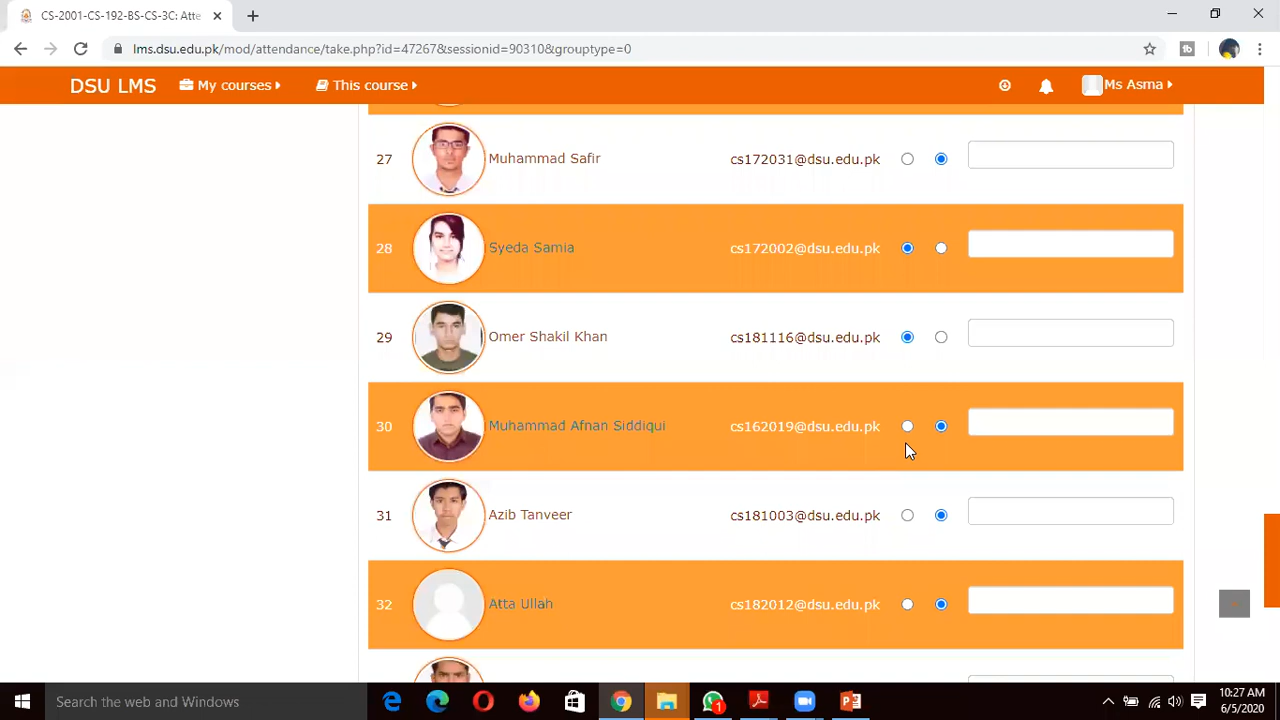 CS-2001-CS-192-BS-CS-3C: Atte
lms.dsu.edu.pk/mod/attendance/take.php?id=47267&sessionid=90310&grouptype=0
DSU LMS My courses This course Ms Asma
27 Muhammad Safir cs172031@dsu.edu.pk
28 Syeda Samia cs172002@dsu.edu.pk
29 Omer Shakil Khan cs181116@dsu.edu.pk
30 Muhammad Afnan Siddiqui cs162019@dsu.edu.pk
31 Azib Tanveer cs181003@dsu.edu.pk
32 Atta Ullah cs182012@dsu.edu.pk
Search the web and Windows
1
10:27 AM
6/5/2020